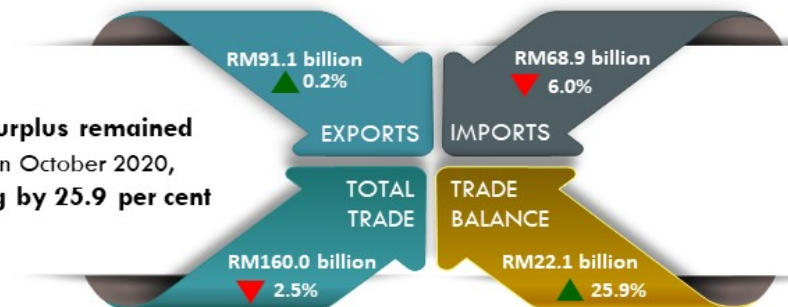 RM91.1 billion
0.2%
EXPORTS
RM68.9 billion
6.0%
IMPORTS
surplus remained
n October 2020,
g by 25.9 per cent
TOTAL
TRADE
RM160.0 billion
2.5%
TRADE
BALANCE
RM22.1 billion
25.9%